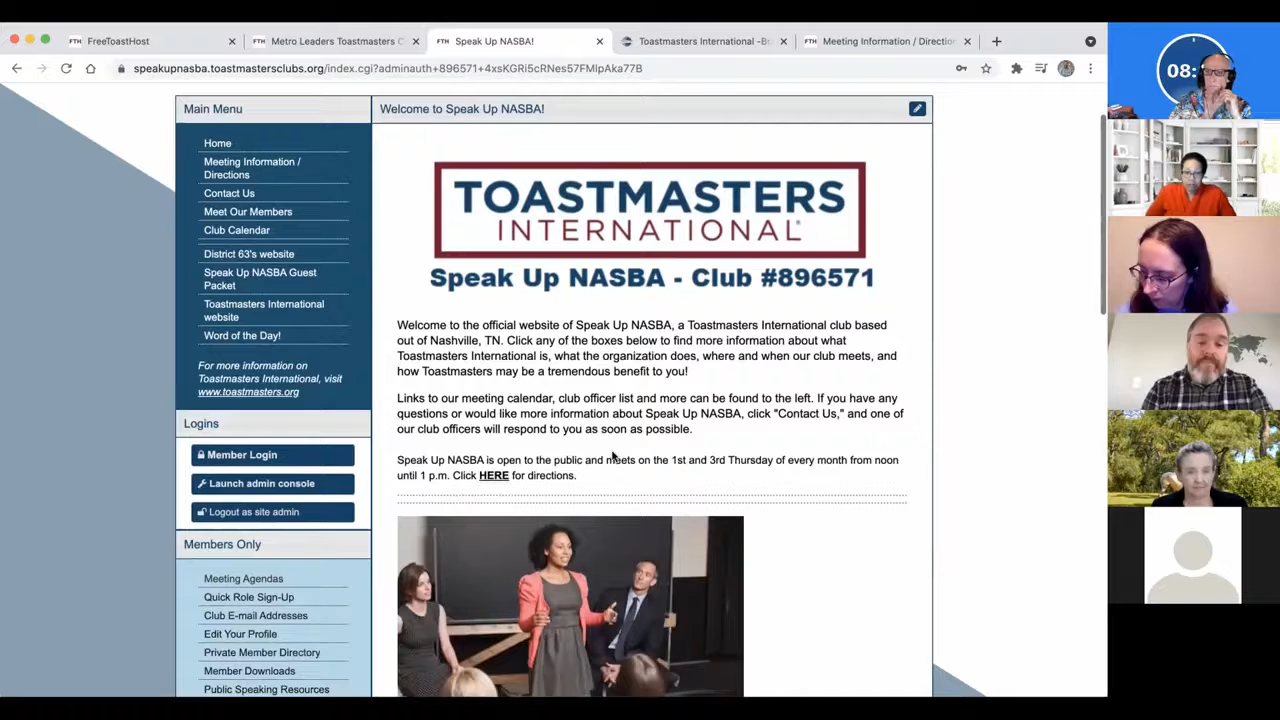 FTH FreeToastHost
FTH Metro Leaders Toastmasters C
FTH Speak Up NASBA!
Toastmasters International -
FTH Meeting Information / Direction
speakupnasba.toastmastersclubs.org/index.cgi?adminauth+896571+4xsKGRi5cRNes57FMlpAka77B
08:
Main Menu
Home
Meeting Information /
Directions
Contact Us
Meet Our Members
Club Calendar
District 63's website
Speak Up NASBA Guest
Packet
Toastmasters International
website
Word of the Day!
For more information on
Toastmasters International, visit
www.toastmasters.org
Logins
Member Login
Launch admin console
Logout as site admin
Members Only
Meeting Agendas
Quick Role Sign-Up
Club E-mail Addresses
Edit Your Profile
Private Member Directory
Member Downloads
Public Speaking Resources
Welcome to Speak Up NASBA!
TOASTMASTERS
INTERNATIONAL®
Speak Up NASBA - Club #896571
Welcome to the official website of Speak Up NASBA, a Toastmasters International club based
out of Nashville, TN. Click any of the boxes below to find more information about what
Toastmasters International is, what the organization does, where and when our club meets, and
how Toastmasters may be a tremendous benefit to you!
Links to our meeting calendar, club officer list and more can be found to the left. If you have any
questions or would like more information about Speak Up NASBA, click "Contact Us," and one of
our club officers will respond to you as soon as possible.
Speak Up NASBA is open to the public and meets on the 1st and 3rd Thursday of every month from noon
until 1 p.m. Click HERE for directions.